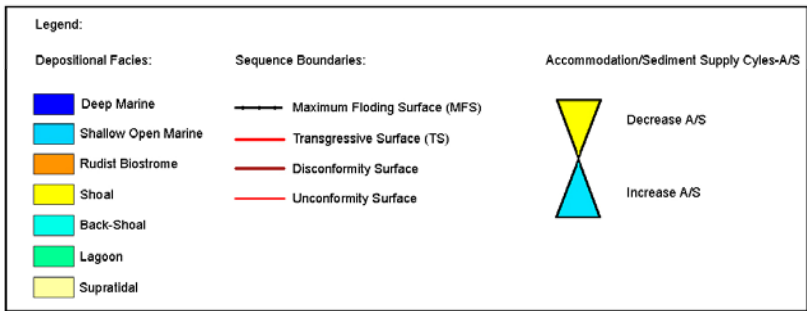 Legend:
Depositional Facies:
Deep Marine
Shallow Open Marine
Rudist Biostrome
Shoal
Back-Shoal
Lagoon
Supratidal
Sequence Boundaries:
Maximum Floding Surface (MFS)
Transgressive Surface (TS)
Disconformity Surface
Unconformity Surface
Accommodation/Sediment Supply Cyles-A/S
Decrease A/S
Increase A/S